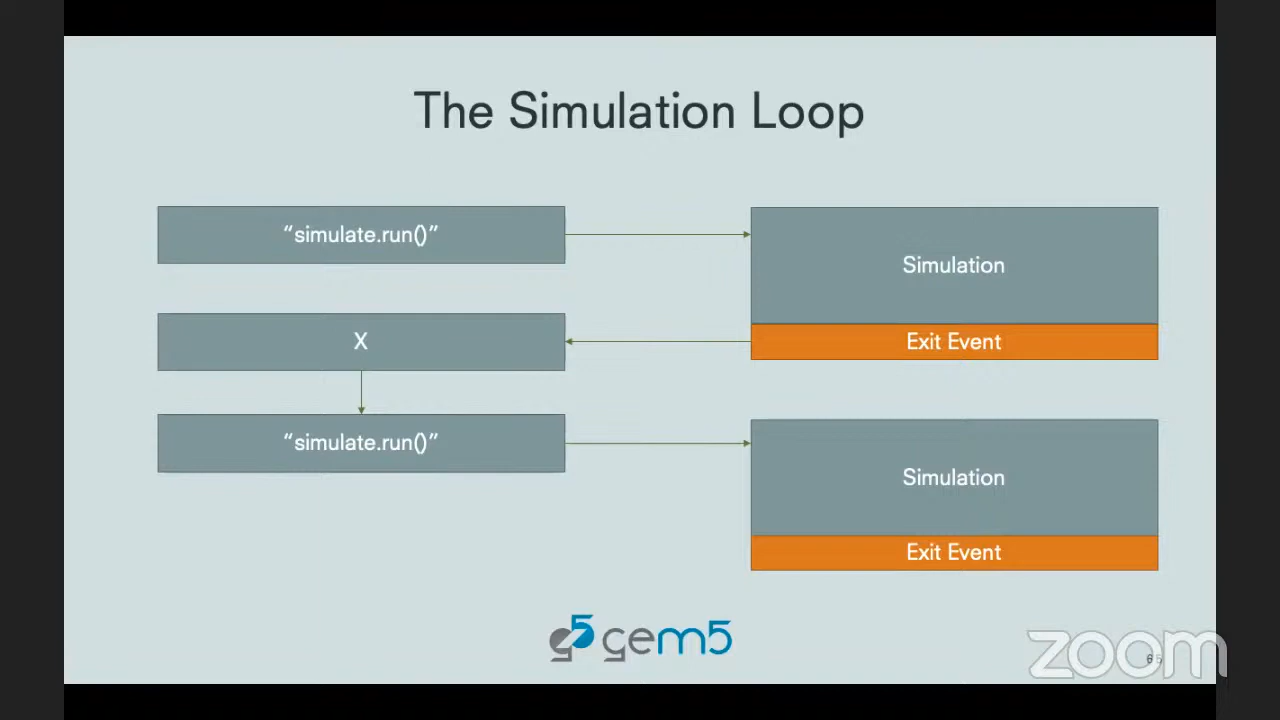 The Simulation Loop
“simulate.run()”
Simulation
X
Exit Event
“simulate.run()”
Simulation
Exit Event
gem5
zoom